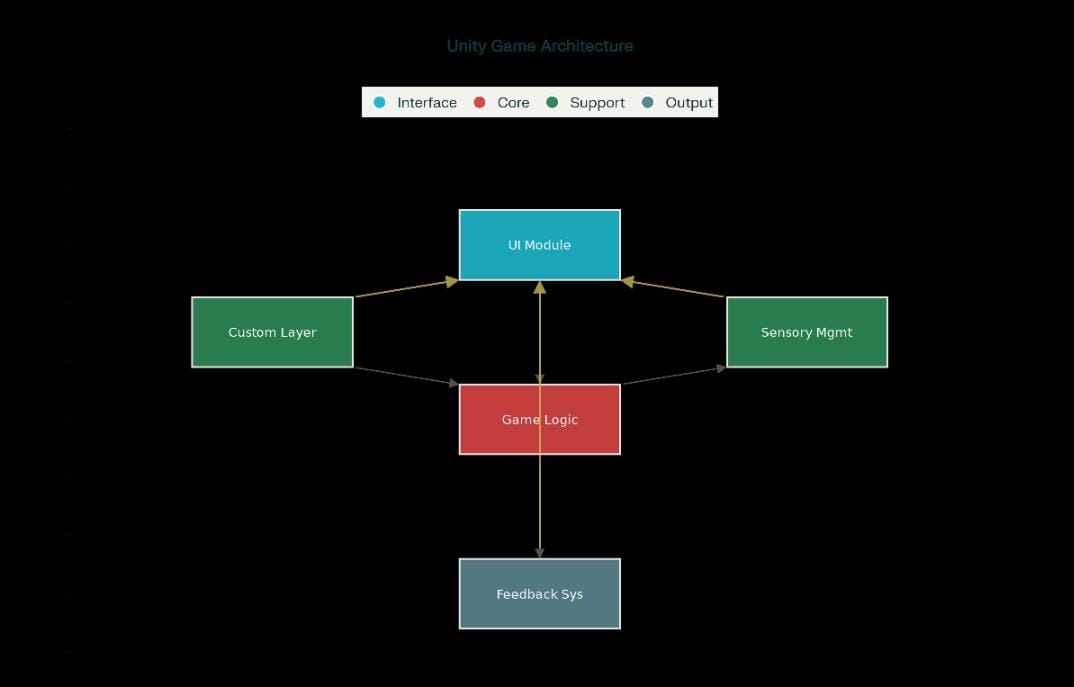 Unity Game Architecture
Interface Core Support Output
UI Module
Custom Layer
Sensory Mgmt
Game Logic
Feedback Sys